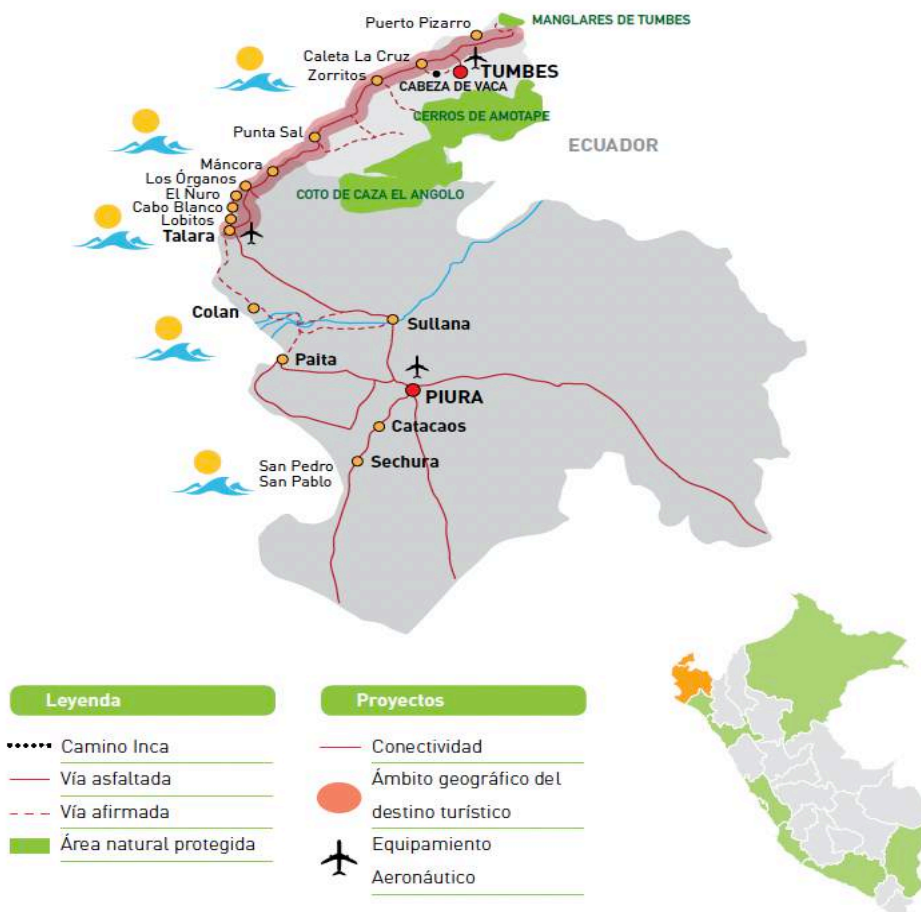 MANGLARES DE TUMBES
Puerto Pizarro
Caleta La Cruz
Zorritos
TUMBES
CABEZA DE VACA
CERROS DE AMOTAPE
Punta Sal
ECUADOR
Máncora
Los Órganos
El Ñuro
Cabo Blanco
Lobitos
Talara
COTO DE CAZA EL ANGOLO
Colan
Sullana
Paita
PIURA
Catacaos
San Pedro
San Pablo
Sechura
Leyenda
Camino Inca
Vía asfaltada
Vía afirmada
Área natural protegida
Proyectos
Conectividad
Ámbito geográfico del
destino turístico
Equipamiento
Aeronáutico